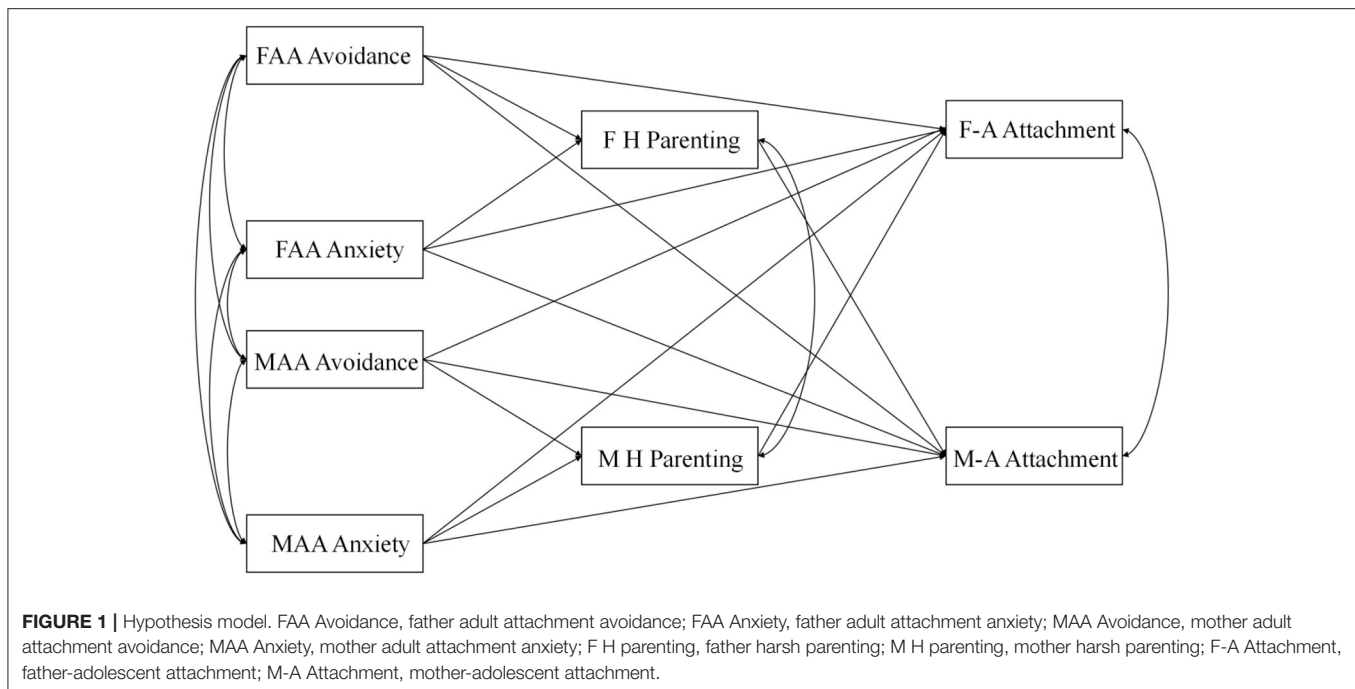 FAA Avoidance
F H Parenting
F-A Attachment
FAA Anxiety
MAA Avoidance
M H Parenting
M-A Attachment
MAA Anxiety
FIGURE 1 | Hypothesis model. FAA Avoidance, father adult attachment avoidance; FAA Anxiety, father adult attachment anxiety; MAA Avoidance, mother adult
attachment avoidance; MAA Anxiety, mother adult attachment anxiety; F H parenting, father harsh parenting; M H parenting, mother harsh parenting; F-A Attachment,
father-adolescent attachment; M-A Attachment, mother-adolescent attachment.